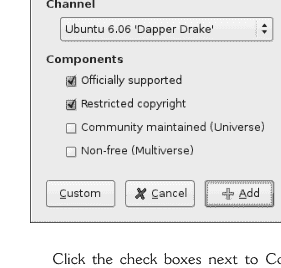 Channel
Ubuntu 6.06 'Dapper Drake'
Components
Officially supported
Restricted copyright
Community maintained (Universe)
Non-free (Multiverse)
Custom
Cancel
Add
Click the check boxes next to